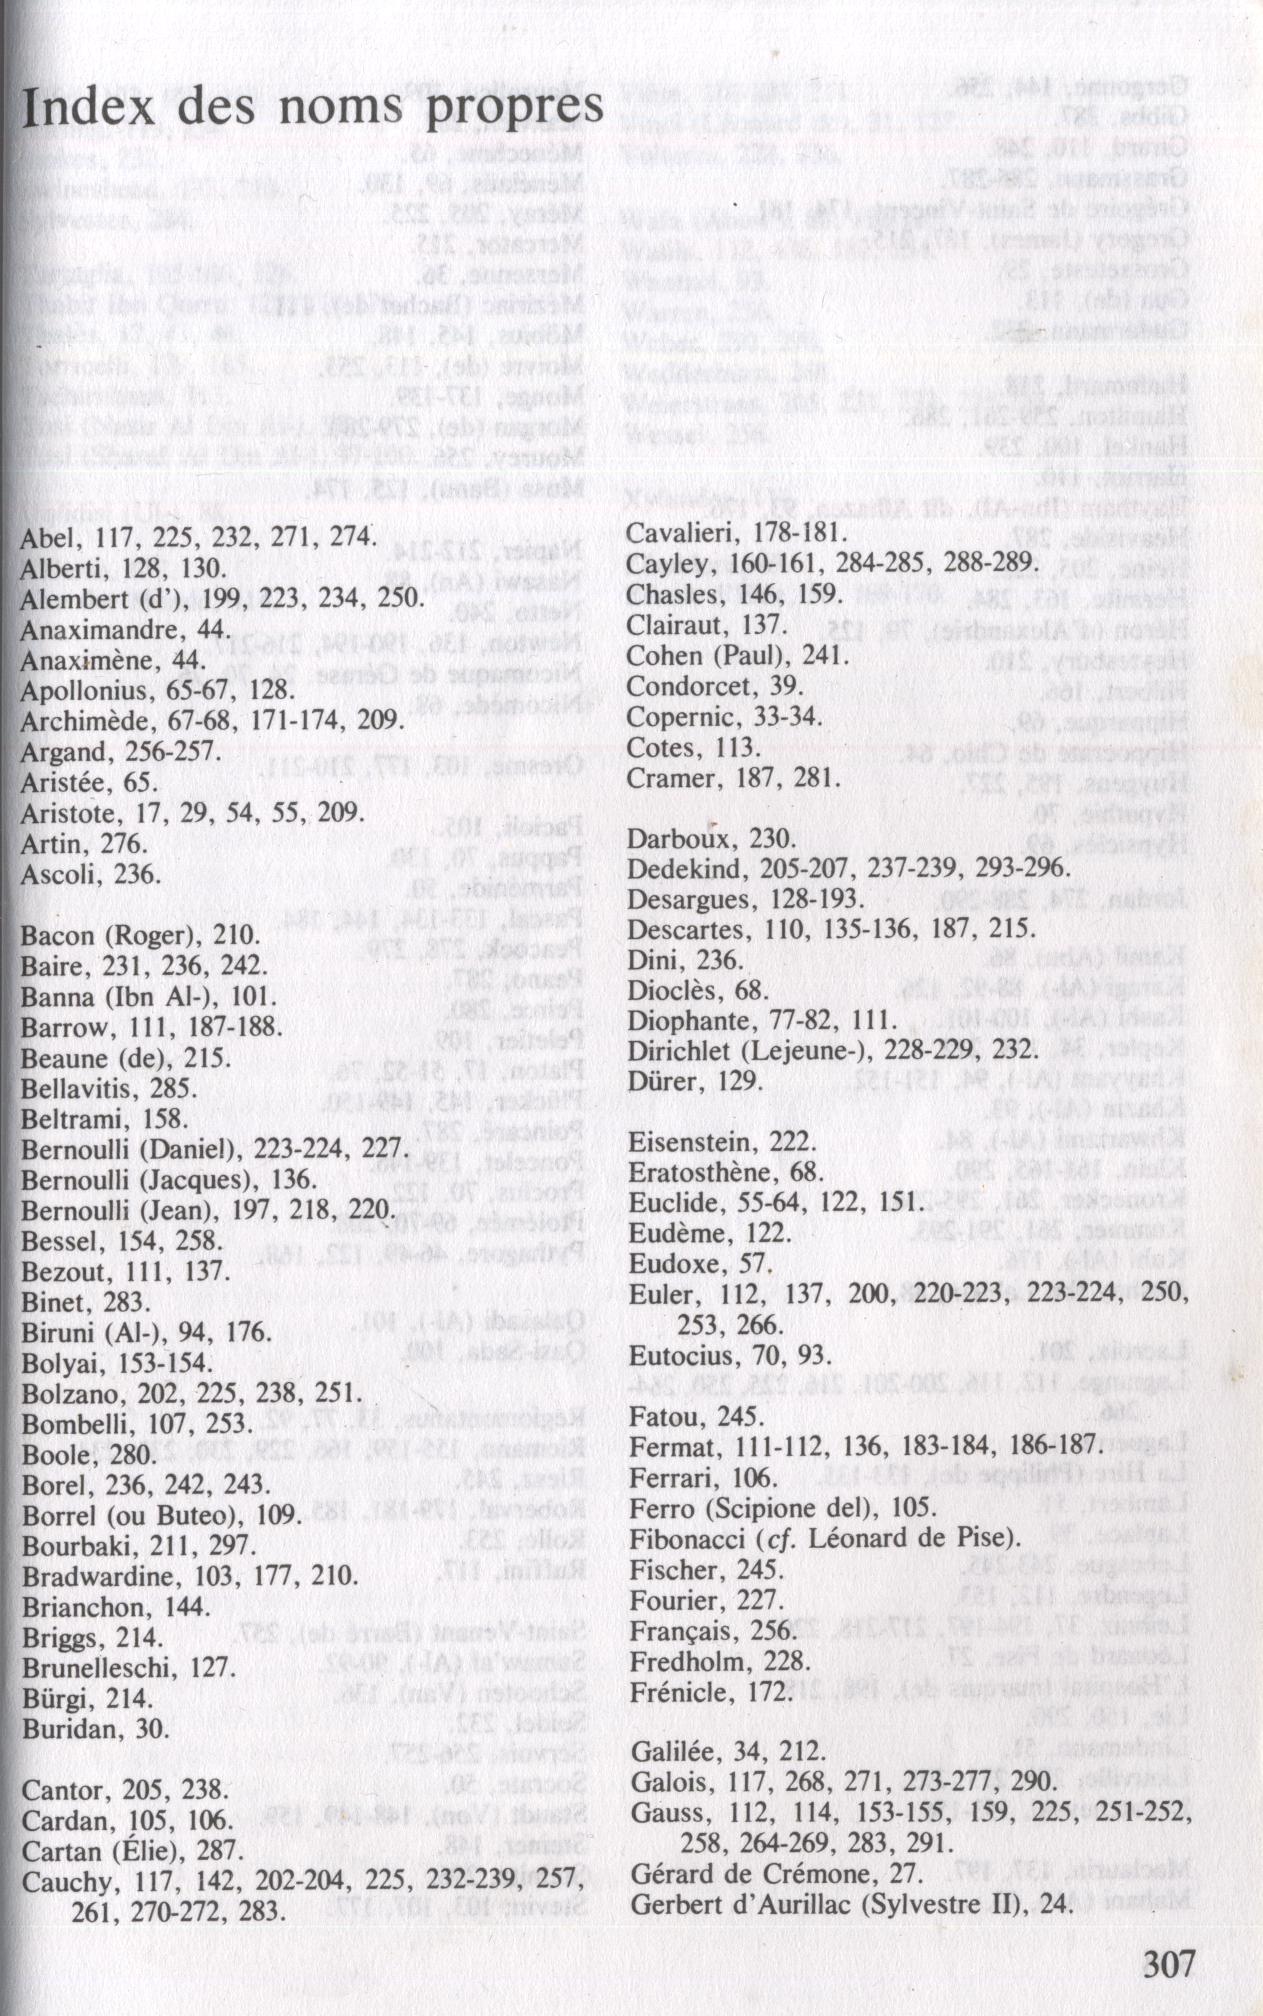 Index des noms propres
Abel, 117, 225, 232, 271, 274.
Alberti, 128, 130.
Alembert (d'), 199, 223, 234, 250.
Anaximandre, 44.
Anaximène, 44.
Apollonius, 65-67, 128.
Archimède, 67-68, 171-174, 209.
Argand, 256-257.
Aristée, 65.
Aristote, 17, 29, 54, 55, 209.
Artin, 276.
Ascoli, 236.
Bacon (Roger), 210.
Baire, 231, 236, 242.
Banna (Ibn Al-), 101.
Barrow, 111, 187-188.
Beaune (de), 215.
Bellavitis, 285.
Beltrami, 158.
Bernoulli (Daniel), 223-224, 227.
Bernoulli (Jacques), 136.
Bernoulli (Jean), 197, 218, 220.
Bessel, 154, 258.
Bezout, 111, 137.
Binet, 283.
Biruni (Al-), 94, 176.
Bolyai, 153-154.
Bolzano, 202, 225, 238, 251.
Bombelli, 107, 253.
Boole, 280.
Borel, 236, 242, 243.
Borrel (ou Buteo), 109.
Bourbaki, 211, 297.
Bradwardine, 103, 177, 210.
Brianchon, 144.
Briggs, 214.
Brunelleschi, 127.
Bürgi, 214.
Buridan, 30.
Cantor, 205, 238.
Cardan, 105, 106.
Cartan (Élie), 287.
Cauchy, 117, 142, 202-204, 225, 232-239, 257,
261, 270-272, 283.
Cavalieri, 178-181.
Cayley, 160-161, 284-285, 288-289.
Chasles, 146, 159.
Clairaut, 137.
Cohen (Paul), 241.
Condorcet, 39.
Copernic, 33-34.
Cotes, 113.
Cramer, 187, 281.
Darboux, 230.
Dedekind, 205-207, 237-239, 293-296.
Desargues, 128-193.
Descartes, 110, 135-136, 187, 215.
Dini, 236.
Dioclès, 68.
Diophante, 77-82, 111.
Dirichlet (Lejeune-), 228-229, 232.
Dürer, 129.
Eisenstein, 222.
Eratosthène, 68.
Euclide, 55-64, 122, 151.
Eudème, 122.
Eudoxe, 57.
Euler, 112, 137, 200, 220-223, 223-224, 250,
253, 266.
Eutocius, 70, 93.
Fatou, 245.
Fermat, 111-112, 136, 183-184, 186-187.
Ferrari, 106.
Ferro (Scipione del), 105.
Fibonacci (cf. Léonard de Pise).
Fischer, 245.
Fourier, 227.
Français, 256.
Fredholm, 228.
Frénicle, 172.
Galilée, 34, 212.
Galois, 117, 268, 271, 273-277, 290.
Gauss, 112, 114, 153-155, 159, 225, 251-252,
258, 264-269, 283, 291.
Gérard de Crémone, 27.
Gerbert d'Aurillac (Sylvestre II), 24.
307